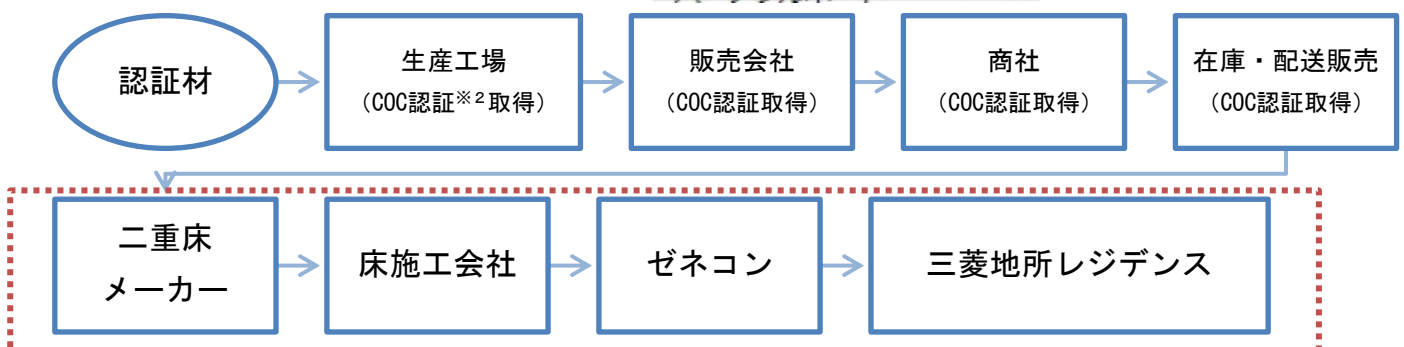 認証材
生産工場
（COC認証※2取得）
販売会社
（COC認証取得）
商社
（COC認証取得）
在庫・配送販売
（COC認証取得）
二重床
メーカー
床施工会社
ゼネコン
三菱地所レジデンス